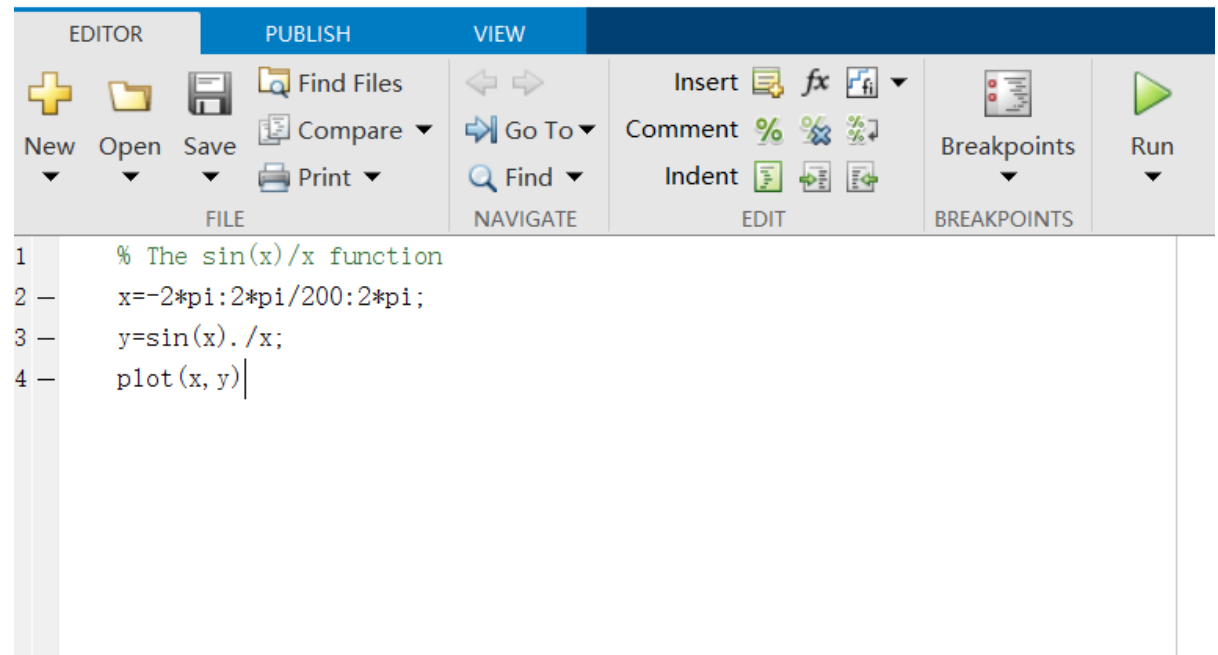 EDITOR PUBLISH VIEW
Find Files Insert fx fi
New Open Save Compare Go To Comment % Breakpoints Run
Print Find Indent
FILE NAVIGATE EDIT BREAKPOINTS
1 % The sin(x)/x function
2 – x=-2*pi:2*pi/200:2*pi;
3 – y=sin(x)./x;
4 – plot(x,y)